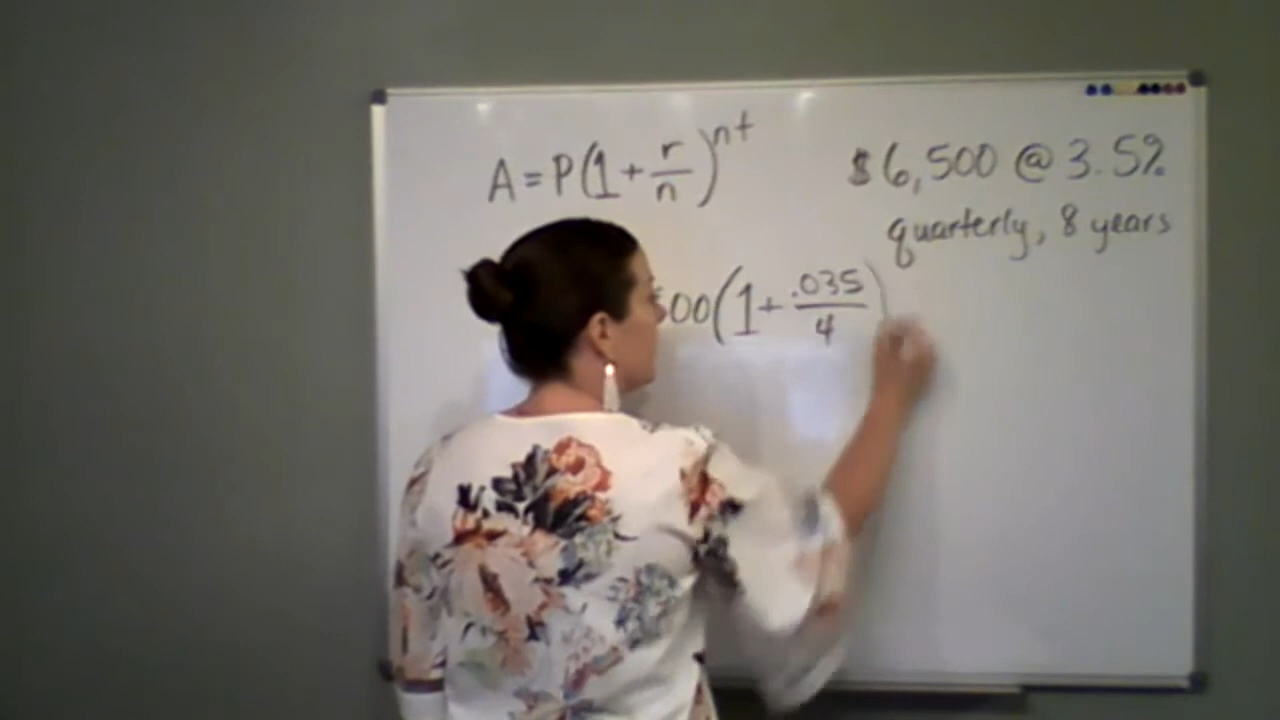 A = P(1 + r/n)^nt
$6,500 @ 3.5%
quarterly, 8 years
500(1 + .035/4)